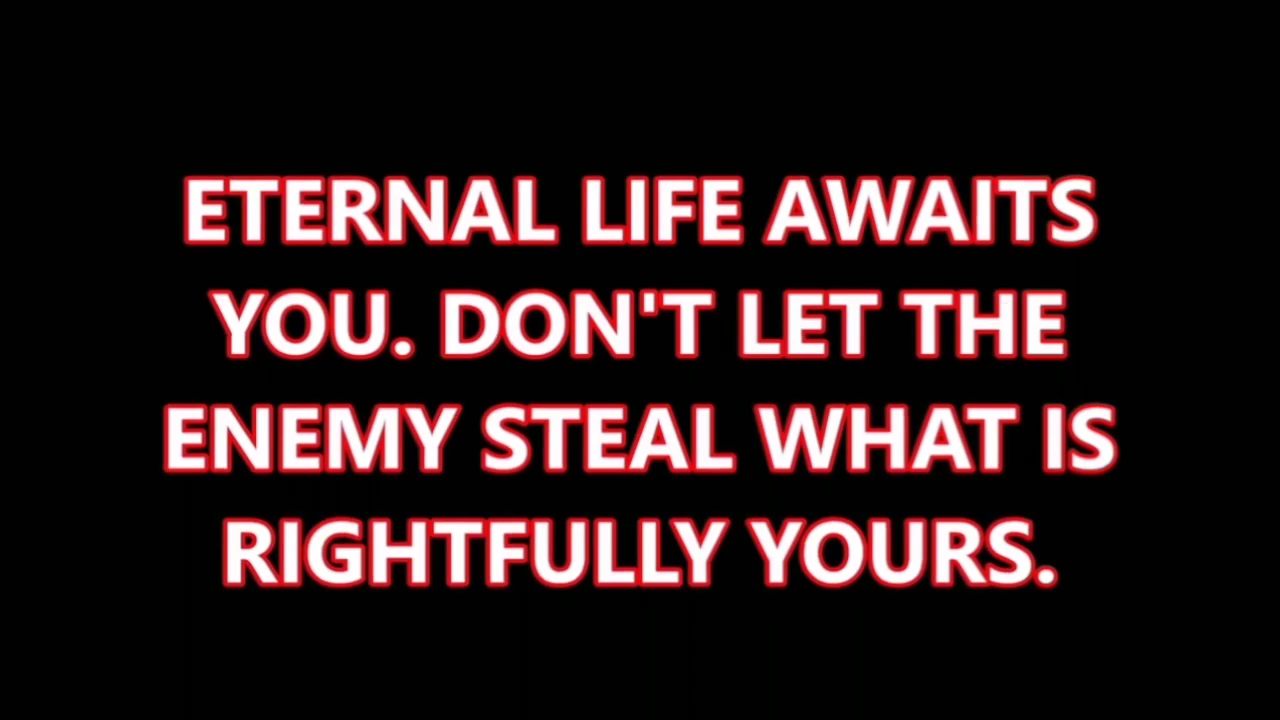 ETERNAL LIFE AWAITS
YOU. DON'T LET THE
ENEMY STEAL WHAT IS
RIGHTFULLY YOURS.